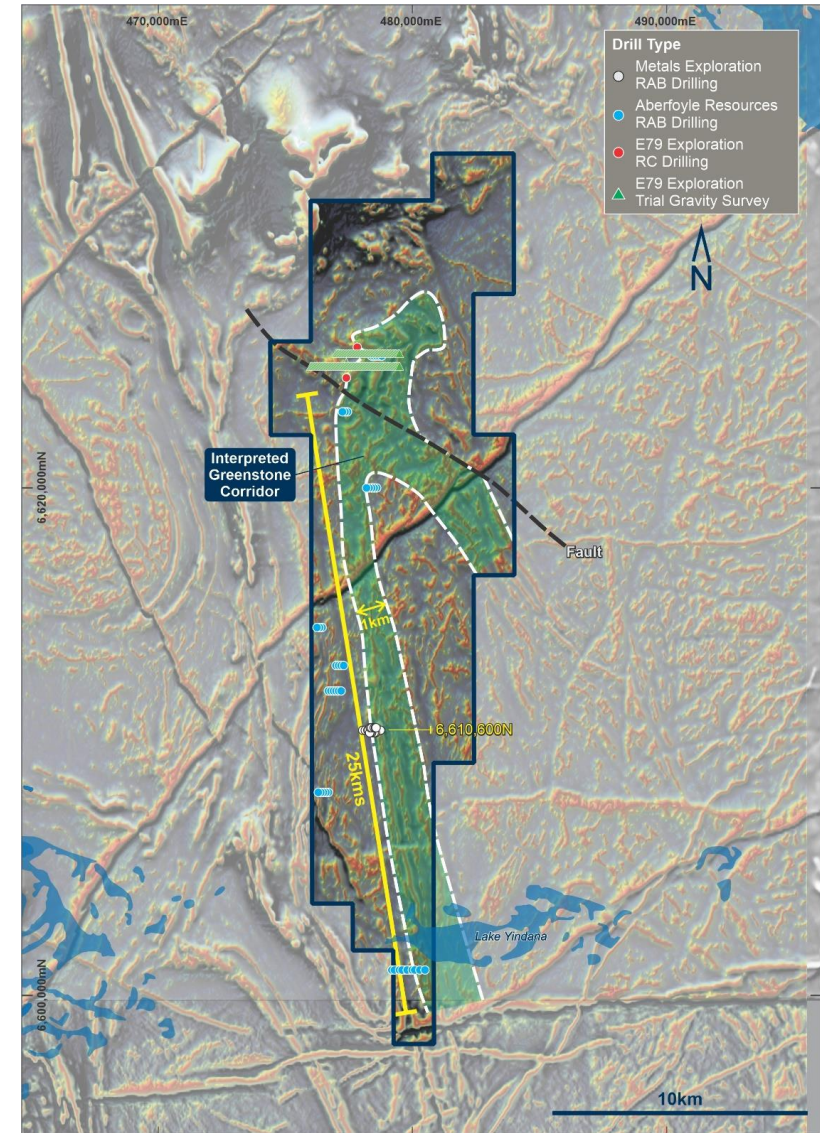 470,000mE
480,000mE
490,000mE
Drill Type
Metals Exploration
RAB Drilling
Aberfoyle Resources
RAB Drilling
E79 Exploration
RC Drilling
E79 Exploration
Trial Gravity Survey
N
Interpreted
Greenstone
Corridor
6,620,000mN
Fault
1km
6,610,600N
25kms
Lake Yindana
6,600,000mN
10km